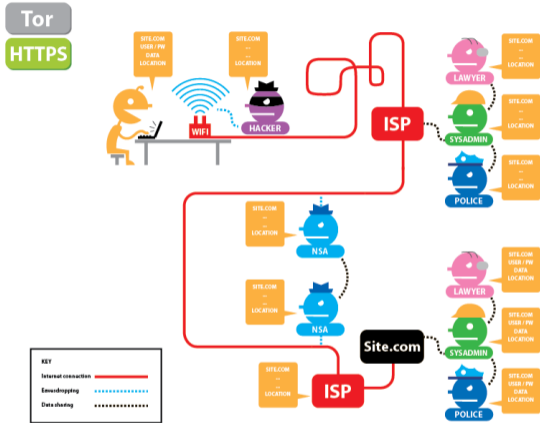 Tor
HTTPS
SITE.COM
USER / PW
DATA
LOCATION
SITE.COM
...
...
LOCATION
WIFI
HACKER
ISP
SITE.COM
...
...
LOCATION
LAWYER
SITE.COM
...
...
LOCATION
SYSADMIN
SITE.COM
...
...
LOCATION
POLICE
SITE.COM
...
...
LOCATION
NSA
SITE.COM
...
...
LOCATION
NSA
SITE.COM
...
...
LOCATION
ISP
Site.com
SITE.COM
USER / PW
DATA
LOCATION
LAWYER
SITE.COM
USER / PW
DATA
LOCATION
SYSADMIN
SITE.COM
USER / PW
DATA
LOCATION
POLICE
KEY
Internet connection
Eavesdropping
Data sharing